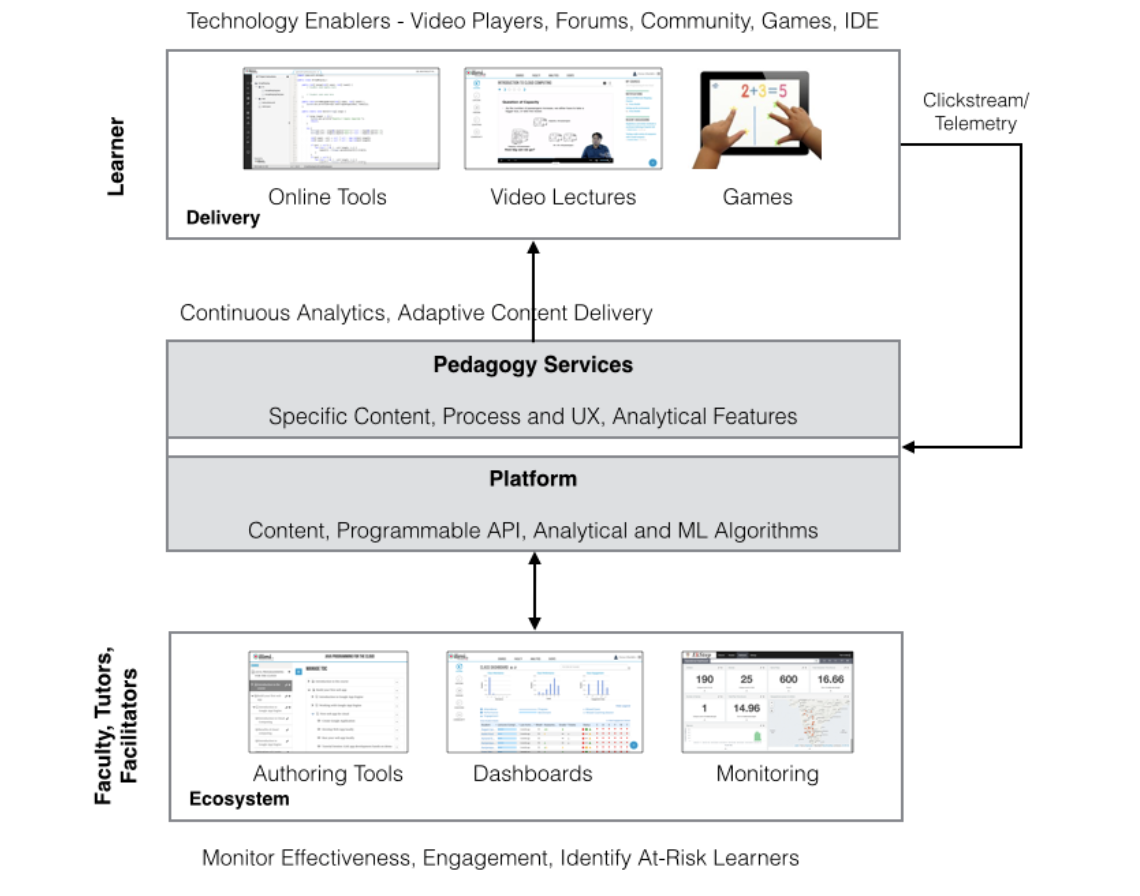 Technology Enablers - Video Players, Forums, Community, Games, IDE
Learner
2+3=5
Online Tools
Video Lectures
Games
Delivery
Clickstream/
Telemetry
Continuous Analytics, Adaptive Content Delivery
Pedagogy Services
Specific Content, Process and UX, Analytical Features
Platform
Content, Programmable API, Analytical and ML Algorithms
Faculty, Tutors,
Facilitators
190
25
600
16.66
1
14.96
Authoring Tools
Dashboards
Monitoring
Ecosystem
Monitor Effectiveness, Engagement, Identify At-Risk Learners